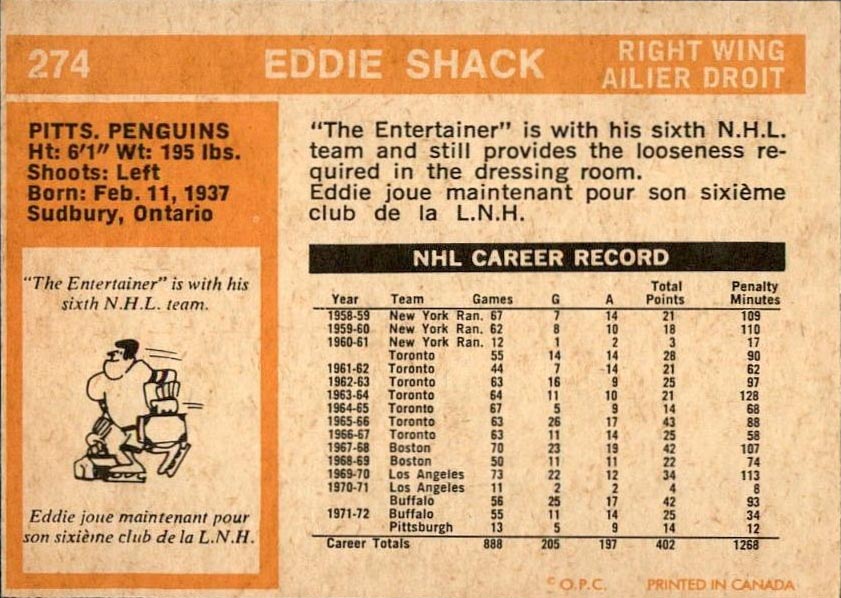 274 EDDIE SHACK RIGHT WING
AILIER DROIT
PITTS. PENGUINS
Ht: 6'1" Wt: 195 lbs.
Shoots: Left
Born: Feb. 11, 1937
Sudbury, Ontario
"The Entertainer" is with his
sixth N.H.L. team.
Eddie joue maintenant pour
son sixième club de la L.N.H.
"The Entertainer" is with his sixth N.H.L.
team and still provides the looseness re-
quired in the dressing room.
Eddie joue maintenant pour son sixième
club de la L.N.H.
NHL CAREER RECORD
Year Team Games G A Total Points Penalty Minutes
1958-59 New York Ran. 67 7 14 21 109
1959-60 New York Ran. 62 8 10 18 110
1960-61 New York Ran. 12 1 2 3 17
Toronto 55 14 14 28 90
1961-62 Toronto 44 7 14 21 62
1962-63 Toronto 63 16 9 25 97
1963-64 Toronto 64 11 10 21 128
1964-65 Toronto 67 5 9 14 68
1965-66 Toronto 63 26 17 43 88
1966-67 Toronto 63 11 14 25 58
1967-68 Boston 70 23 19 42 107
1968-69 Boston 50 11 11 22 74
1969-70 Los Angeles 73 22 12 34 113
1970-71 Los Angeles 11 2 2 4 8
Buffalo 56 25 17 42 93
1971-72 Buffalo 55 11 14 25 34
Pittsburgh 13 5 9 14 12
Career Totals 888 205 197 402 1268
© O.P.C. PRINTED IN CANADA